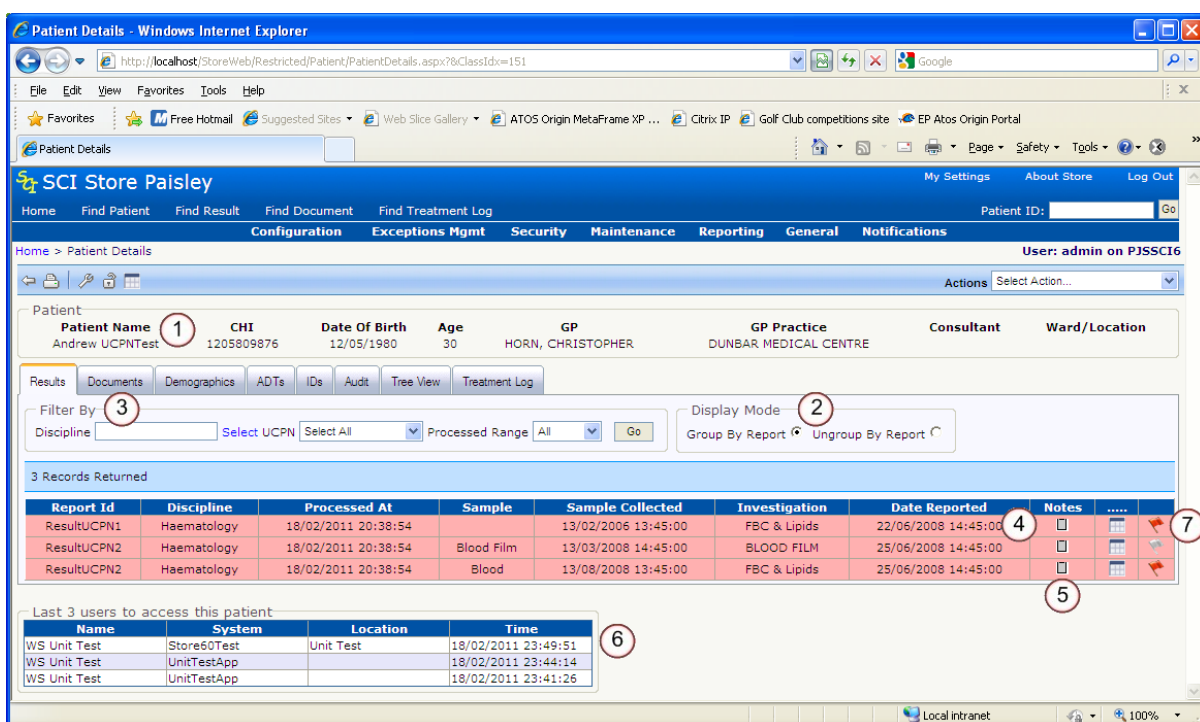 Patient Details - Windows Internet Explorer
http://localhost/StoreWeb/Restricted/Patient/PatientDetails.aspx?&ClassIdx=151
Google
File Edit View Favorites Tools Help
Favorites Free Hotmail Suggested Sites Web Slice Gallery ATOS Origin MetaFrame XP ... Citrix IP Golf Club competitions site EP Atos Origin Portal
Patient Details Page Safety Tools »
SCI Store Paisley My Settings About Store Log Out
Home Find Patient Find Result Find Document Find Treatment Log Patient ID: Go
Configuration Exceptions Mgmt Security Maintenance Reporting General Notifications
Home > Patient Details User: admin on PJSSCI6
Actions Select Action...
Patient
Patient Name CHI Date Of Birth Age GP GP Practice Consultant Ward/Location
1
Andrew UCPNTest 1205809876 12/05/1980 30 HORN, CHRISTOPHER DUNBAR MEDICAL CENTRE
Results Documents Demographics ADTs IDs Audit Tree View Treatment Log
Filter By 3 Display Mode 2
Discipline Select UCPN Select All Processed Range All Go Group By Report Ungroup By Report
3 Records Returned
Report Id Discipline Processed At Sample Sample Collected Investigation Date Reported Notes .....
ResultUCPN1 Haematology 18/02/2011 20:38:54 13/02/2006 13:45:00 FBC & Lipids 22/06/2008 14:45:00 4 7
ResultUCPN2 Haematology 18/02/2011 20:38:54 Blood Film 13/03/2008 14:45:00 BLOOD FILM 25/06/2008 14:45:00
ResultUCPN2 Haematology 18/02/2011 20:38:54 Blood 13/08/2008 13:45:00 FBC & Lipids 25/06/2008 14:45:00
5
Last 3 users to access this patient
Name System Location Time
WS Unit Test Store60Test Unit Test 18/02/2011 23:49:51
6
WS Unit Test UnitTestApp 18/02/2011 23:44:14
WS Unit Test UnitTestApp 18/02/2011 23:41:26
Local intranet 100%